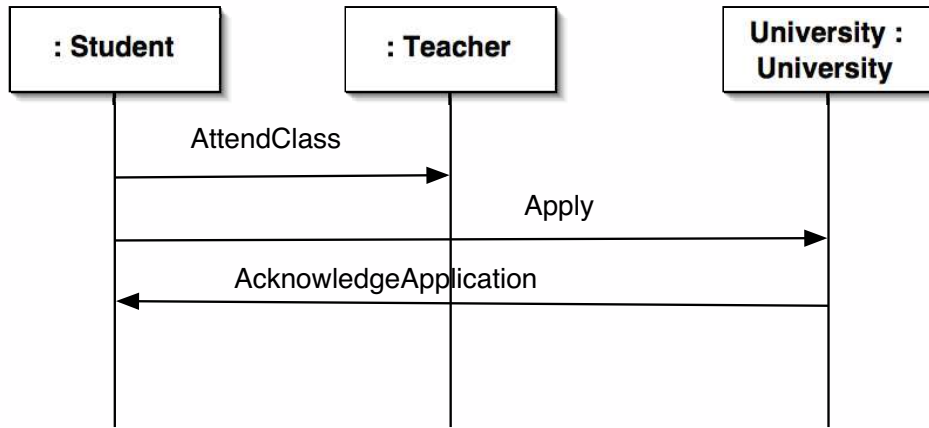 : Student
: Teacher
University :
University
AttendClass
Apply
AcknowledgeApplication